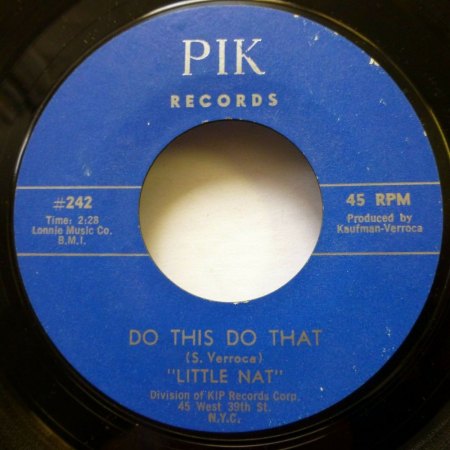 PIK
RECORDS
#242
Time: 2:28
Lonnie Music Co.
B.M.I.
45 RPM
Produced by
Kaufman-Verroca
DO THIS DO THAT
(S. Verroca)
"LITTLE NAT"
Division of KIP Records Corp.
45 West 39th St.
N.Y.C.